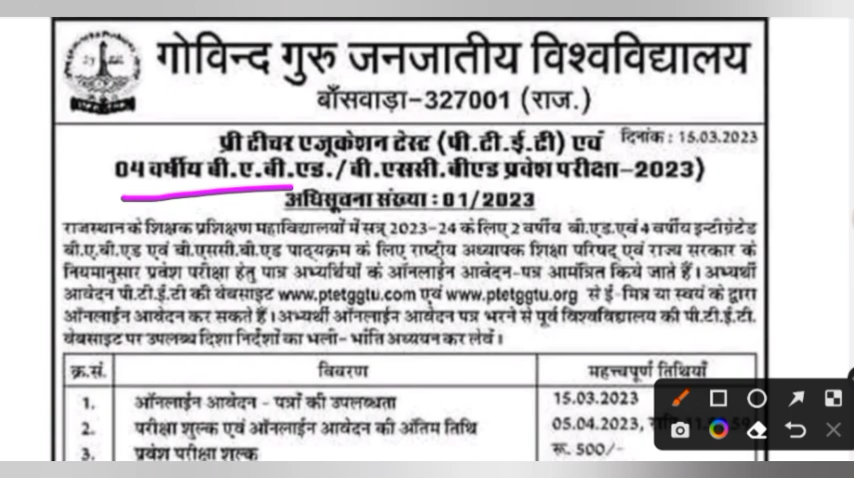 गोविन्द गुरु जनजातीय विश्वविद्यालय
बाँसवाड़ा-327001 (राज.)
प्री टीचर एजूकेशन टेस्ट (पी.टी.ई.टी) एवं दिनांक : 15.03.2023
04 वर्षीय बी.ए.बी.एड./बी.एससी.बीएड प्रवेश परीक्षा-2023)
अधिसूचना संख्या : 01/2023
राजस्थान के शिक्षक प्रशिक्षण महाविद्यालयों में सत्र 2023-24 के लिए 2 वर्षीय बी.एड.एवं 4 वर्षीय इन्टीग्रेटेड
बी.ए.बी.एड एवं बी.एससी.बी.एड पाठ्यक्रम के लिए राष्ट्रीय अध्यापक शिक्षा परिषद् एवं राज्य सरकार के
नियमानुसार प्रवेश परीक्षा हेतु पात्र अभ्यर्थियों के ऑनलाईन आवेदन-पत्र आमंत्रित किये जाते हैं। अभ्यर्थी
आवेदन पी.टी.ई.टी की वेबसाइट www.ptetggtu.com एवं www.ptetggtu.org से ई-मित्र या स्वयं के द्वारा
ऑनलाईन आवेदन कर सकते हैं। अभ्यर्थी ऑनलाईन आवेदन पत्र भरने से पूर्व विश्वविद्यालय की पी.टी.ई.टी.
वेबसाइट पर उपलब्ध दिशा निर्देशों का भली- भांति अध्ययन कर लेवें।
क्र.सं. विवरण महत्त्वपूर्ण तिथियाँ
1. ऑनलाईन आवेदन - पत्रों की उपलब्धता 15.03.2023
2. परीक्षा शुल्क एवं ऑनलाईन आवेदन की अंतिम तिथि 05.04.2023,
3. प्रवेश परीक्षा शुल्क रू. 500/-